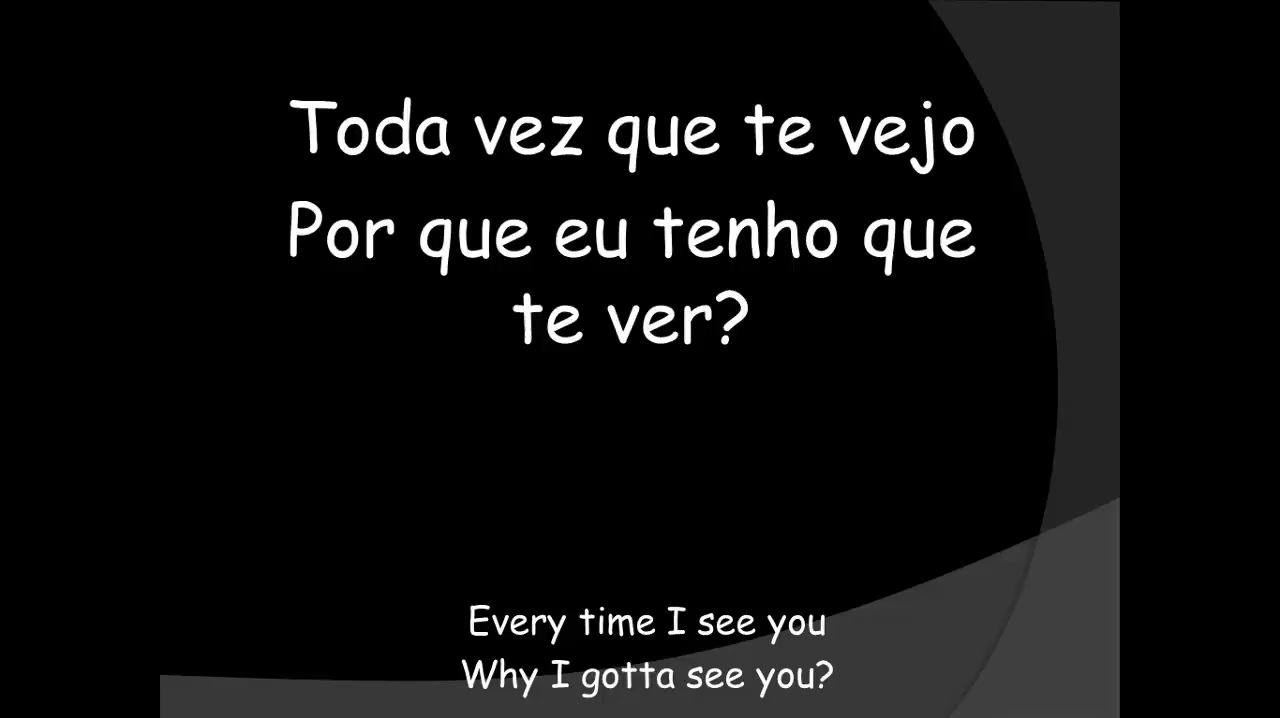 Toda vez que te vejo
Por que eu tenho que
te ver?
Every time I see you
Why I gotta see you?